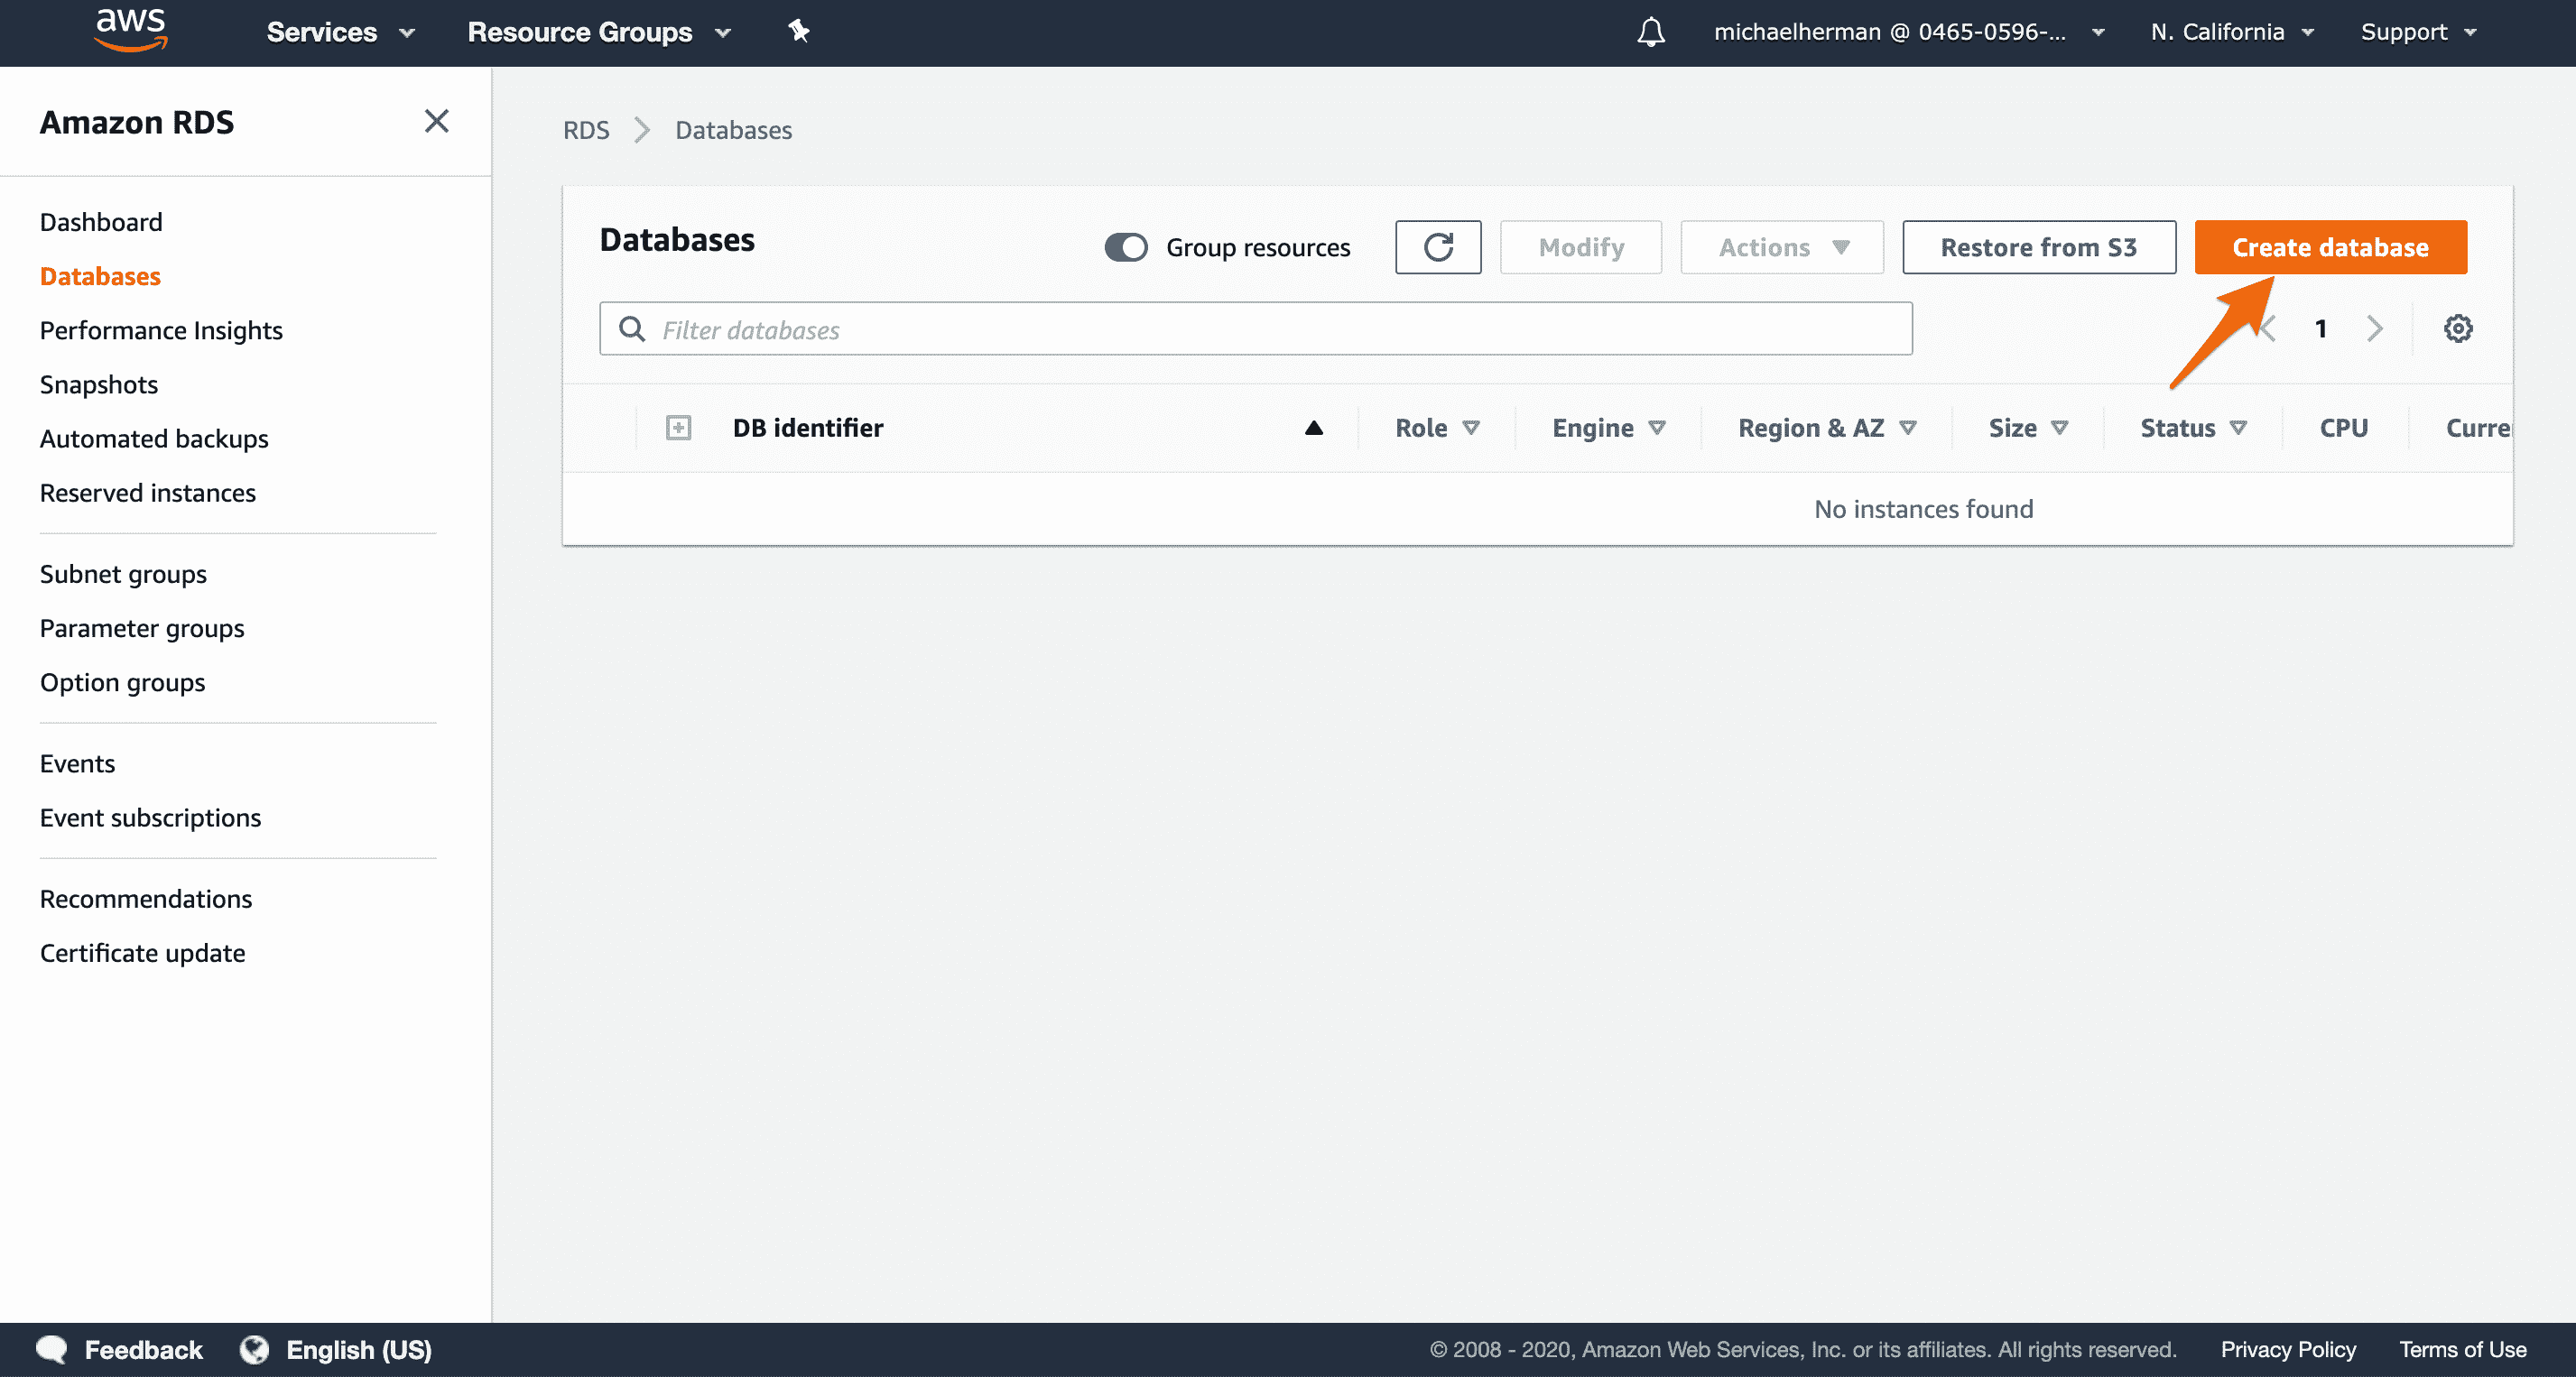 aws
Services
Resource Groups
michaelherman @ 0465-0596-...
N. California
Support
Amazon RDS
Dashboard
Databases
Performance Insights
Snapshots
Automated backups
Reserved instances
Subnet groups
Parameter groups
Option groups
Events
Event subscriptions
Recommendations
Certificate update
RDS
Databases
Databases
Group resources
Modify
Actions
Restore from S3
Create database
Filter databases
1
DB identifier
Role
Engine
Region & AZ
Size
Status
CPU
Curre
No instances found
Feedback
English (US)
© 2008 - 2020, Amazon Web Services, Inc. or its affiliates. All rights reserved.
Privacy Policy
Terms of Use